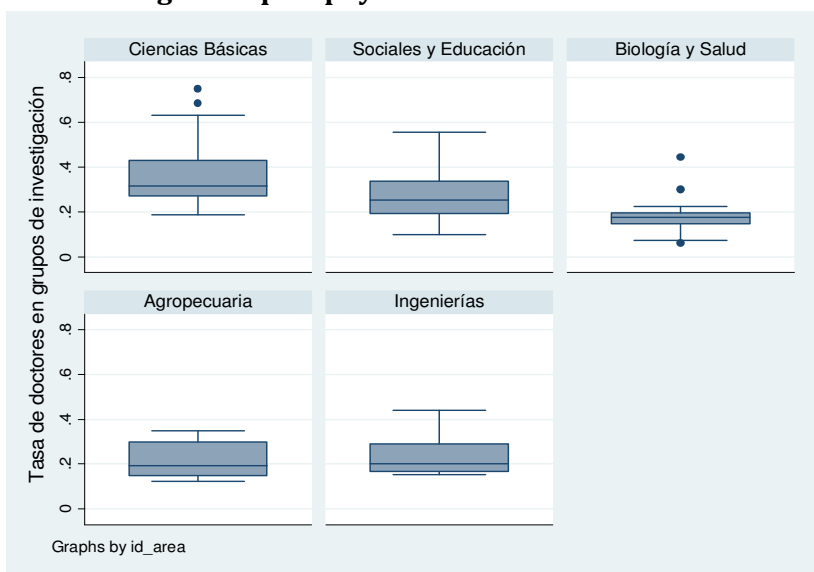 Ciencias Básicas
Sociales y Educación
Biología y Salud
Tasa de doctores en grupos de investigación
.8
.6
.4
.2
0
Agropecuaria
Ingenierías
.8
.6
.4
.2
0
Graphs by id_area